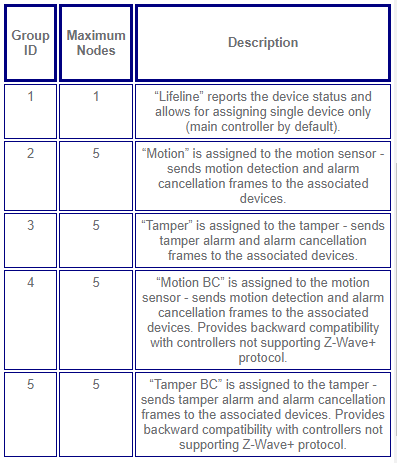 Group ID
Maximum Nodes
Description
1
1
“Lifeline” reports the device status and
allows for assigning single device only
(main controller by default).
2
5
“Motion” is assigned to the motion sensor -
sends motion detection and alarm
cancellation frames to the associated
devices.
3
5
“Tamper” is assigned to the tamper - sends
tamper alarm and alarm cancellation
frames to the associated devices.
4
5
“Motion BC” is assigned to the motion
sensor - sends motion detection and alarm
cancellation frames to the associated
devices. Provides backward compatibility
with controllers not supporting Z-Wave+
protocol.
5
5
“Tamper BC” is assigned to the tamper -
sends tamper alarm and alarm cancellation
frames to the associated devices. Provides
backward compatibility with controllers not
supporting Z-Wave+ protocol.